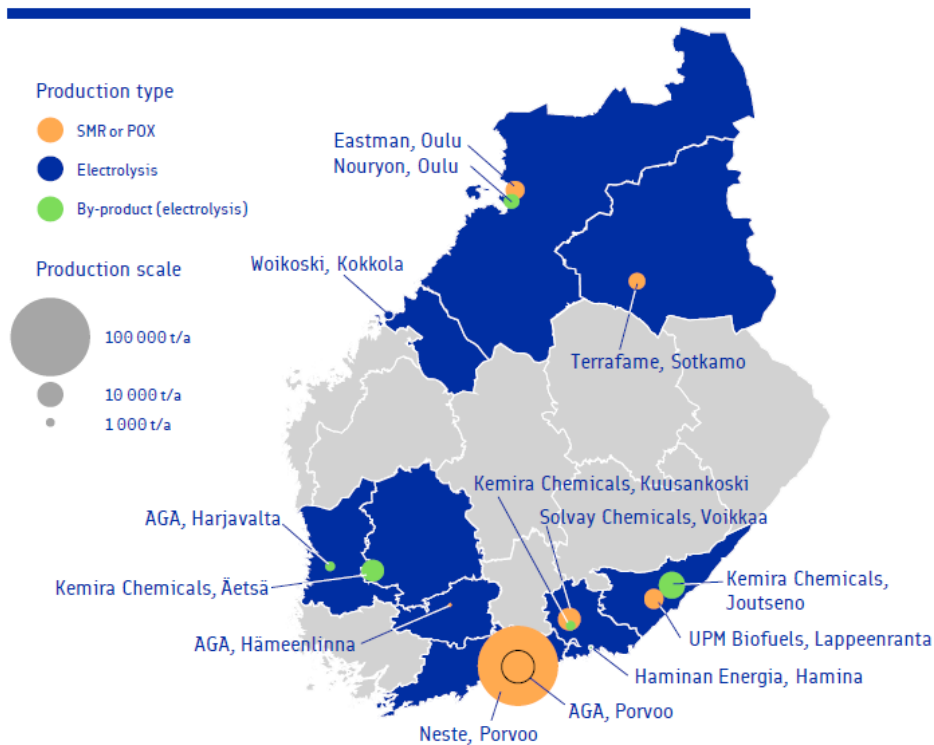 Production type
SMR or POX
Electrolysis
By-product (electrolysis)
Production scale
100 000 t/a
10 000 t/a
1 000 t/a
Eastman, Oulu
Nouryon, Oulu
Woikoski, Kokkola
Terrafame, Sotkamo
Kemira Chemicals, Kuusankoski
Solvay Chemicals, Voikkaa
AGA, Harjavalta
Kemira Chemicals, Äetsä
AGA, Hämeenlinna
Kemira Chemicals,
Joutseno
UPM Biofuels, Lappeenranta
Haminan Energia, Hamina
AGA, Porvoo
Neste, Porvoo